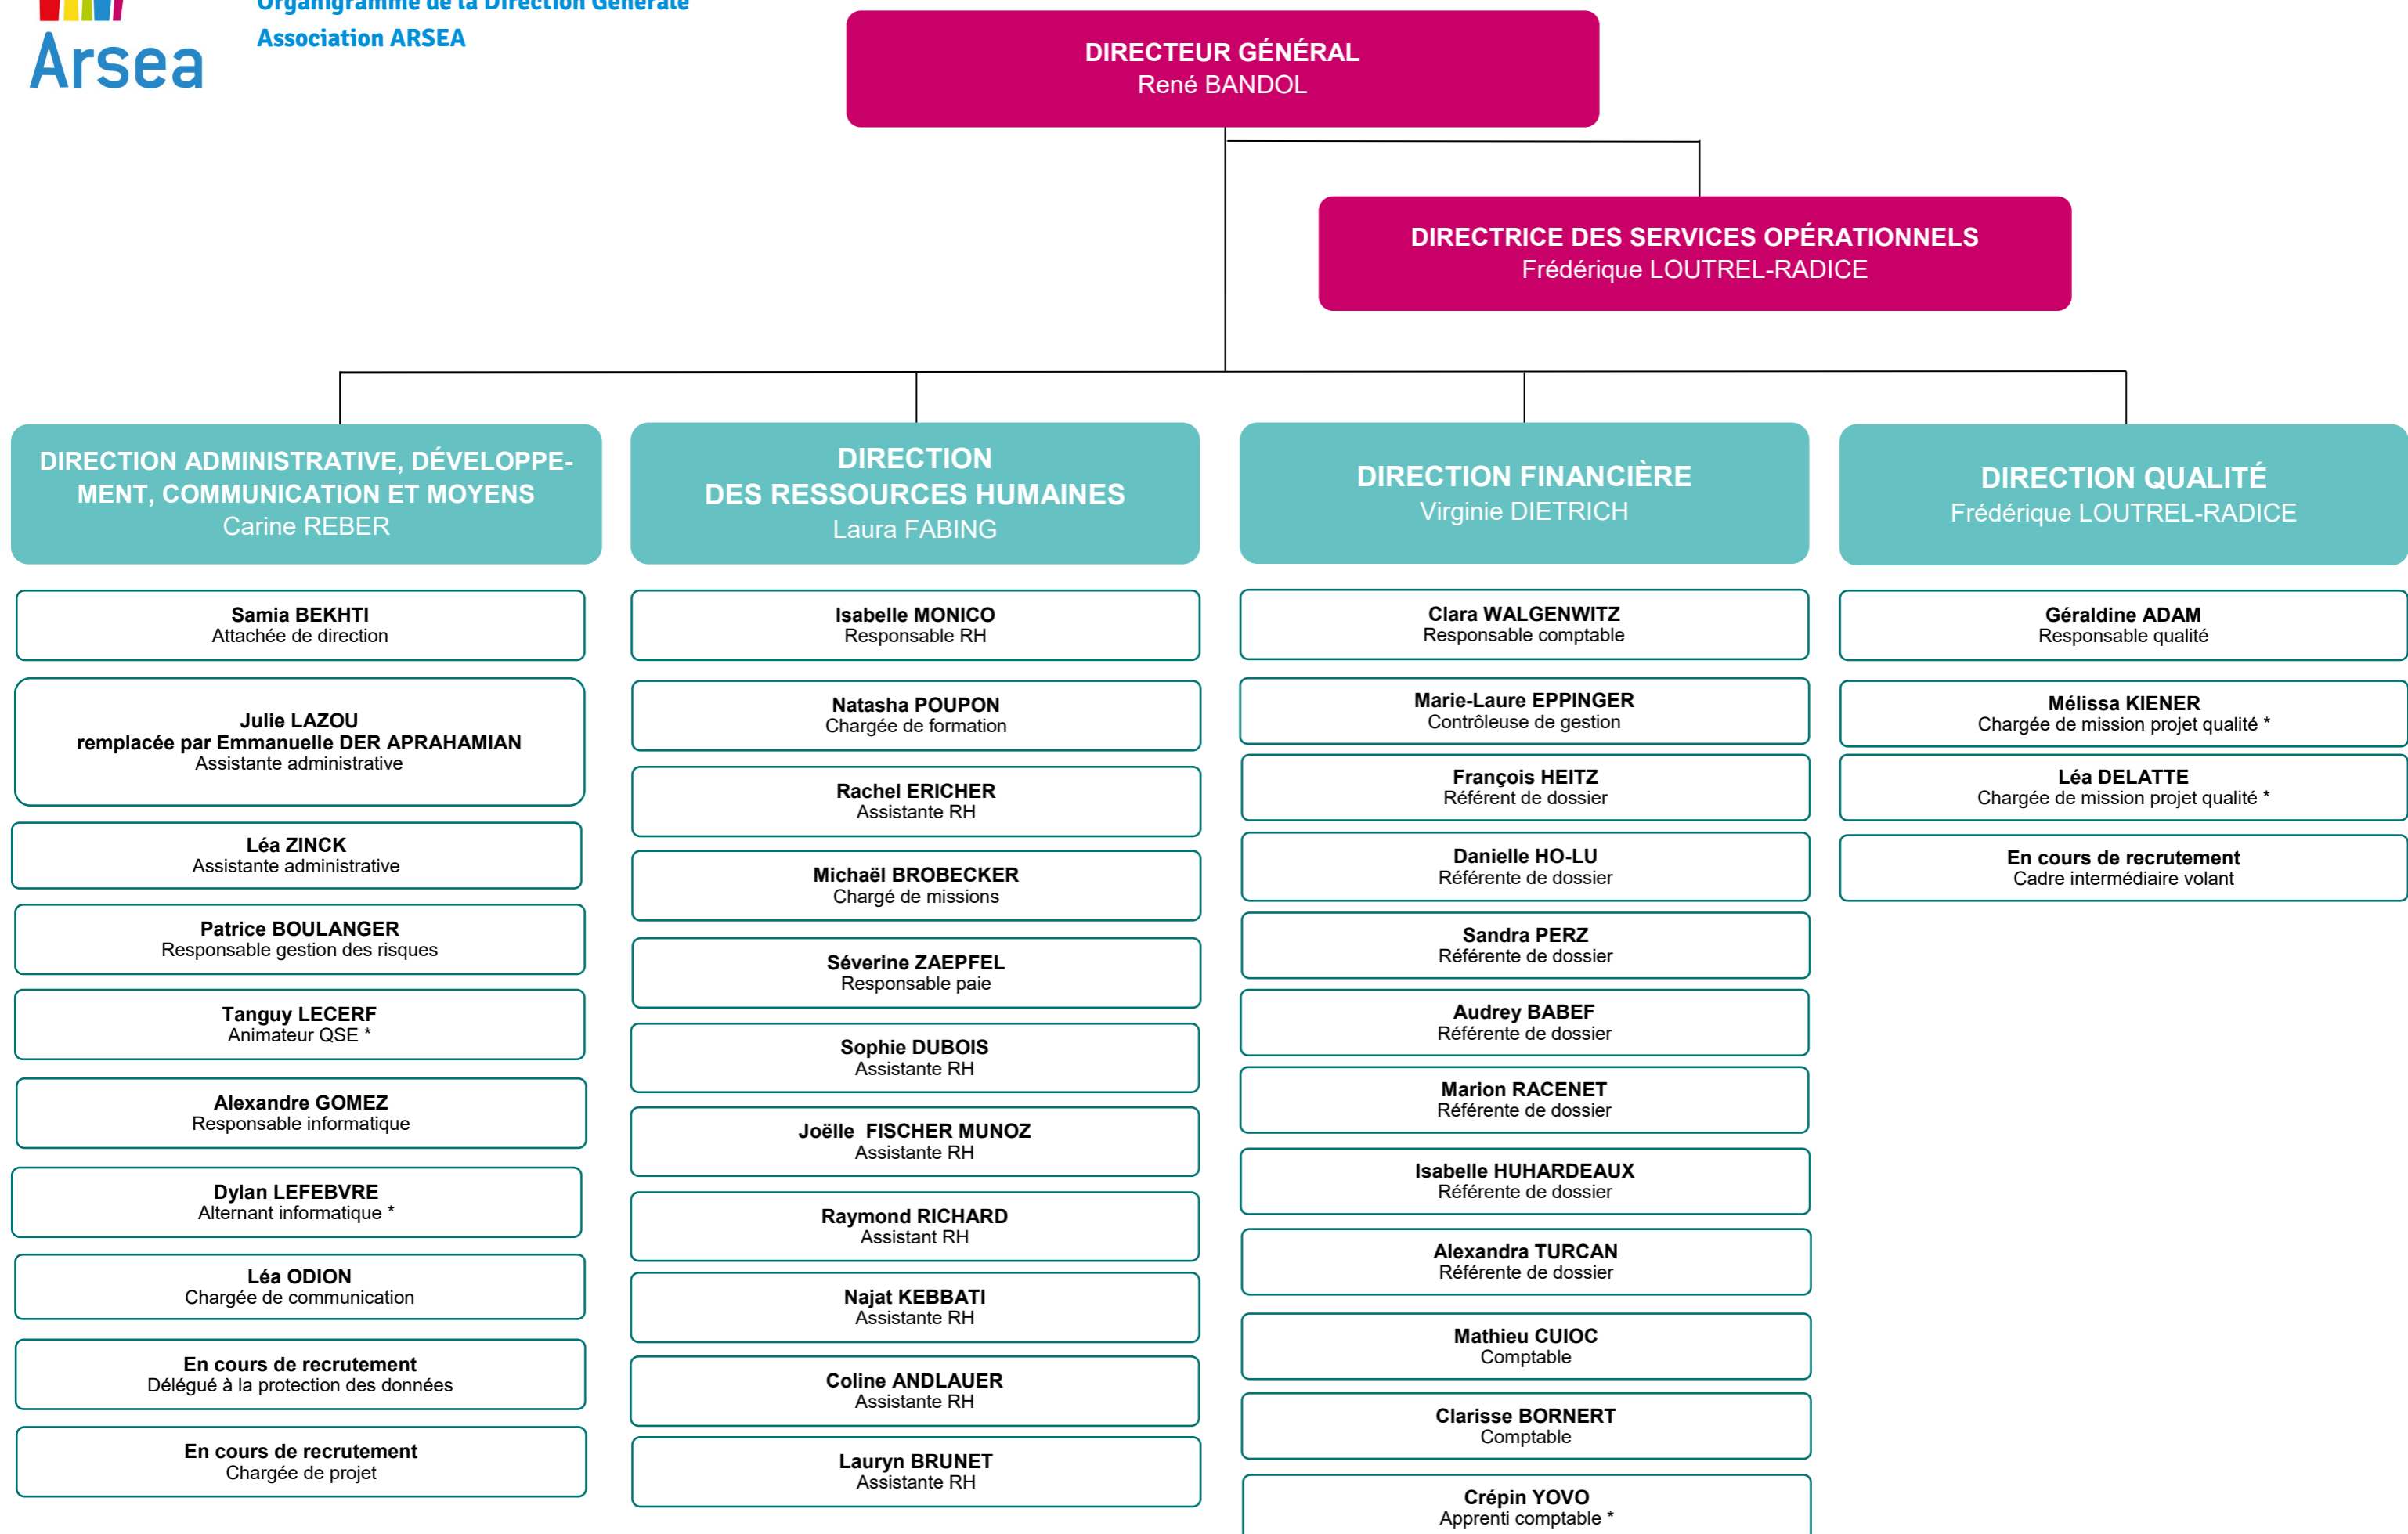 Organigramme de la Direction Générale
Association ARSEA
Arsea
DIRECTEUR GÉNÉRAL
René BANDOL
DIRECTRICE DES SERVICES OPÉRATIONNELS
Frédérique LOUTREL-RADICE
DIRECTION ADMINISTRATIVE, DÉVELOPPE-
MENT, COMMUNICATION ET MOYENS
Carine REBER
Samia BEKHTI
Attachée de direction
Julie LAZOU
remplacée par Emmanuelle DER APRAHAMIAN
Assistante administrative
Léa ZINCK
Assistante administrative
Patrice BOULANGER
Responsable gestion des risques
Tanguy LECERF
Animateur QSE *
Alexandre GOMEZ
Responsable informatique
Dylan LEFEBVRE
Alternant informatique *
Léa ODION
Chargée de communication
En cours de recrutement
Délégué à la protection des données
En cours de recrutement
Chargée de projet
DIRECTION
DES RESSOURCES HUMAINES
Laura FABING
Isabelle MONICO
Responsable RH
Natasha POUPON
Chargée de formation
Rachel ERICHER
Assistante RH
Michaël BROBECKER
Chargé de missions
Séverine ZAEPFEL
Responsable paie
Sophie DUBOIS
Assistante RH
Joëlle  FISCHER MUNOZ
Assistante RH
Raymond RICHARD
Assistant RH
Najat KEBBATI
Assistante RH
Coline ANDLAUER
Assistante RH
Lauryn BRUNET
Assistante RH
DIRECTION FINANCIÈRE
Virginie DIETRICH
Clara WALGENWITZ
Responsable comptable
Marie-Laure EPPINGER
Contrôleuse de gestion
François HEITZ
Référent de dossier
Danielle HO-LU
Référente de dossier
Sandra PERZ
Référente de dossier
Audrey BABEF
Référente de dossier
Marion RACENET
Référente de dossier
Isabelle HUHARDEAUX
Référente de dossier
Alexandra TURCAN
Référente de dossier
Mathieu CUIOC
Comptable
Clarisse BORNERT
Comptable
Crépin YOVO
Apprenti comptable *
DIRECTION QUALITÉ
Frédérique LOUTREL-RADICE
Géraldine ADAM
Responsable qualité
Mélissa KIENER
Chargée de mission projet qualité *
Léa DELATTE
Chargée de mission projet qualité *
En cours de recrutement
Cadre intermédiaire volant